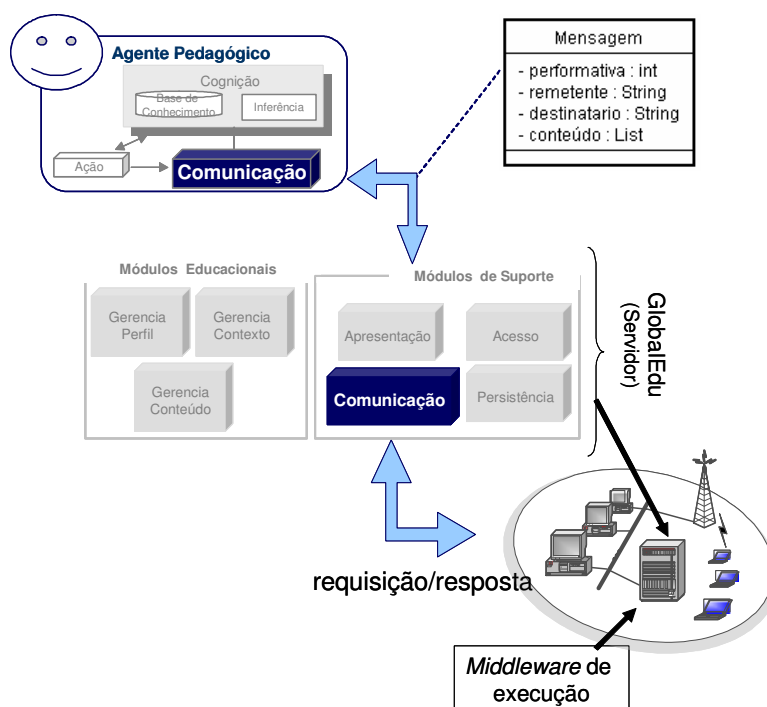 Agente Pedagógico
Cognição
Base de
Conhecimento
Inferência
Ação
Comunicação
Mensagem
- performativa : int
- remetente : String
- destinatario : String
- conteúdo : List
Módulos Educacionais
Gerencia
Perfil
Gerencia
Contexto
Gerencia
Conteúdo
Módulos de Suporte
Apresentação
Acesso
Comunicação
Persistência
GlobalEdu
(Servidor)
requisição/resposta
Middleware de
execução